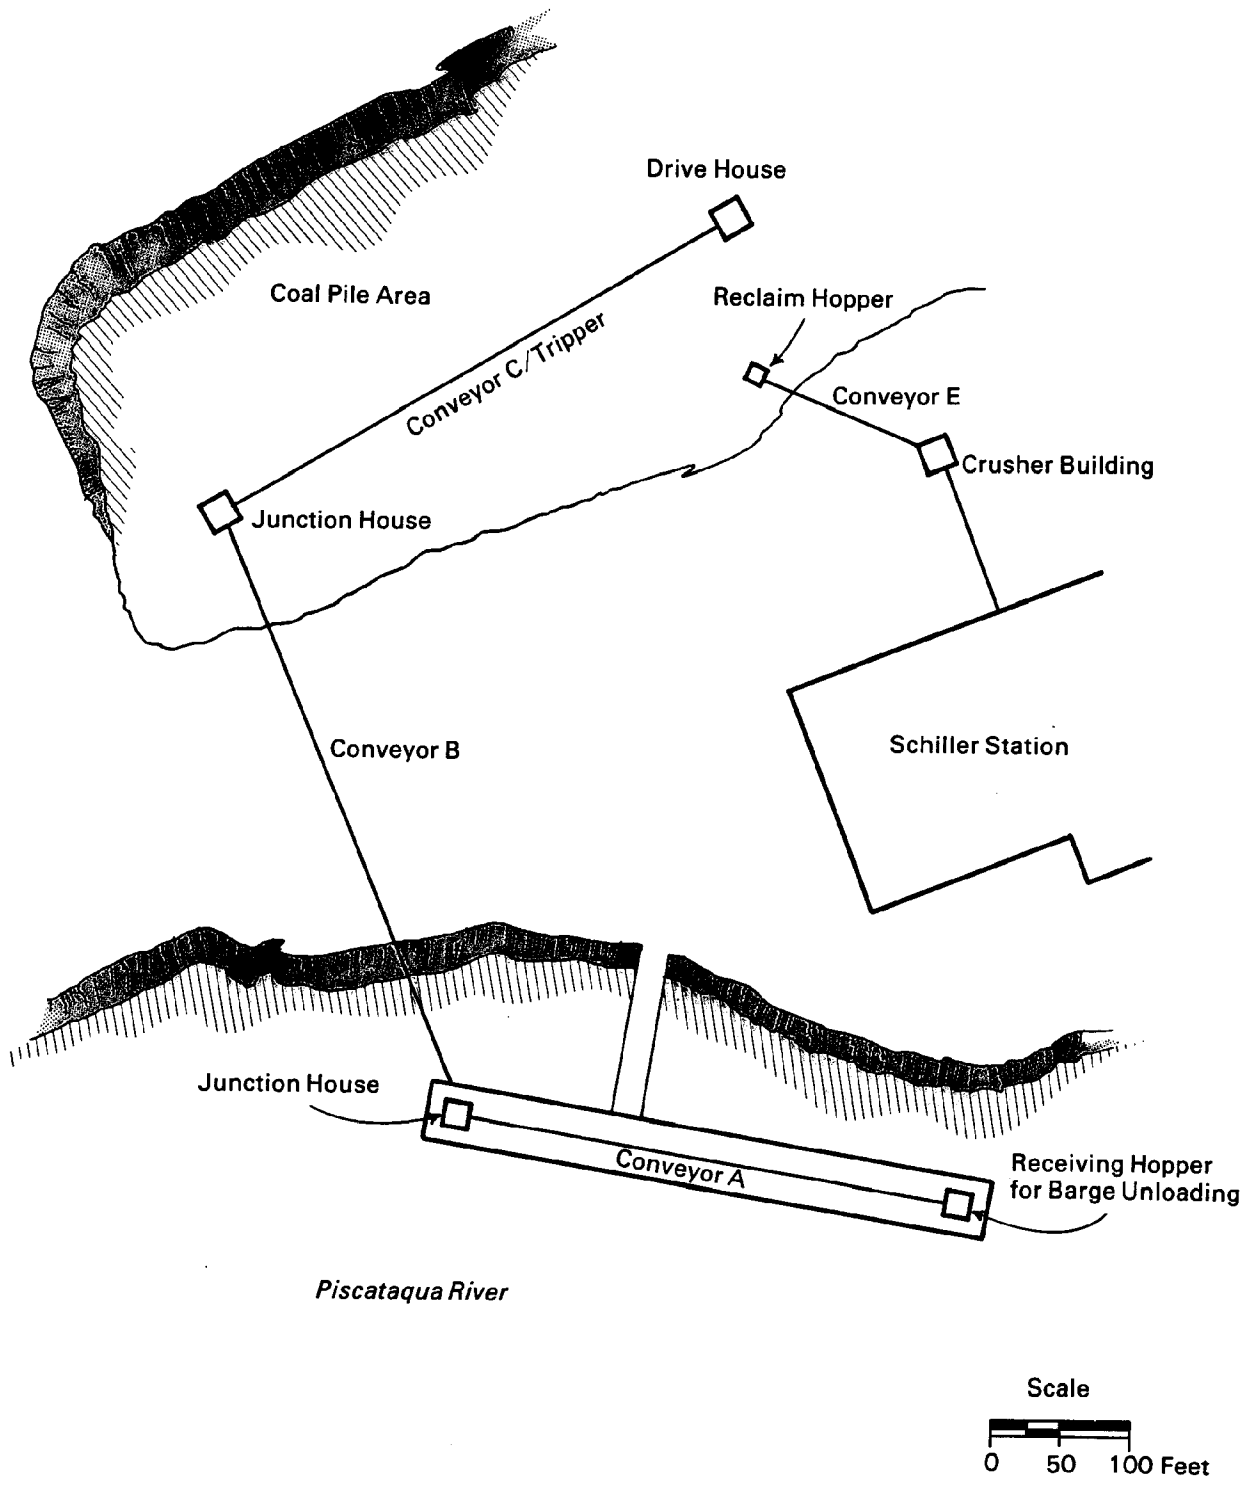 Drive House
Coal Pile Area
Reclaim Hopper
Conveyor C/Tripper
Conveyor E
Crusher Building
Junction House
Conveyor B
Schiller Station
Junction House
Conveyor A
Receiving Hopper
for Barge Unloading
Piscataqua River
Scale
0 50 100 Feet